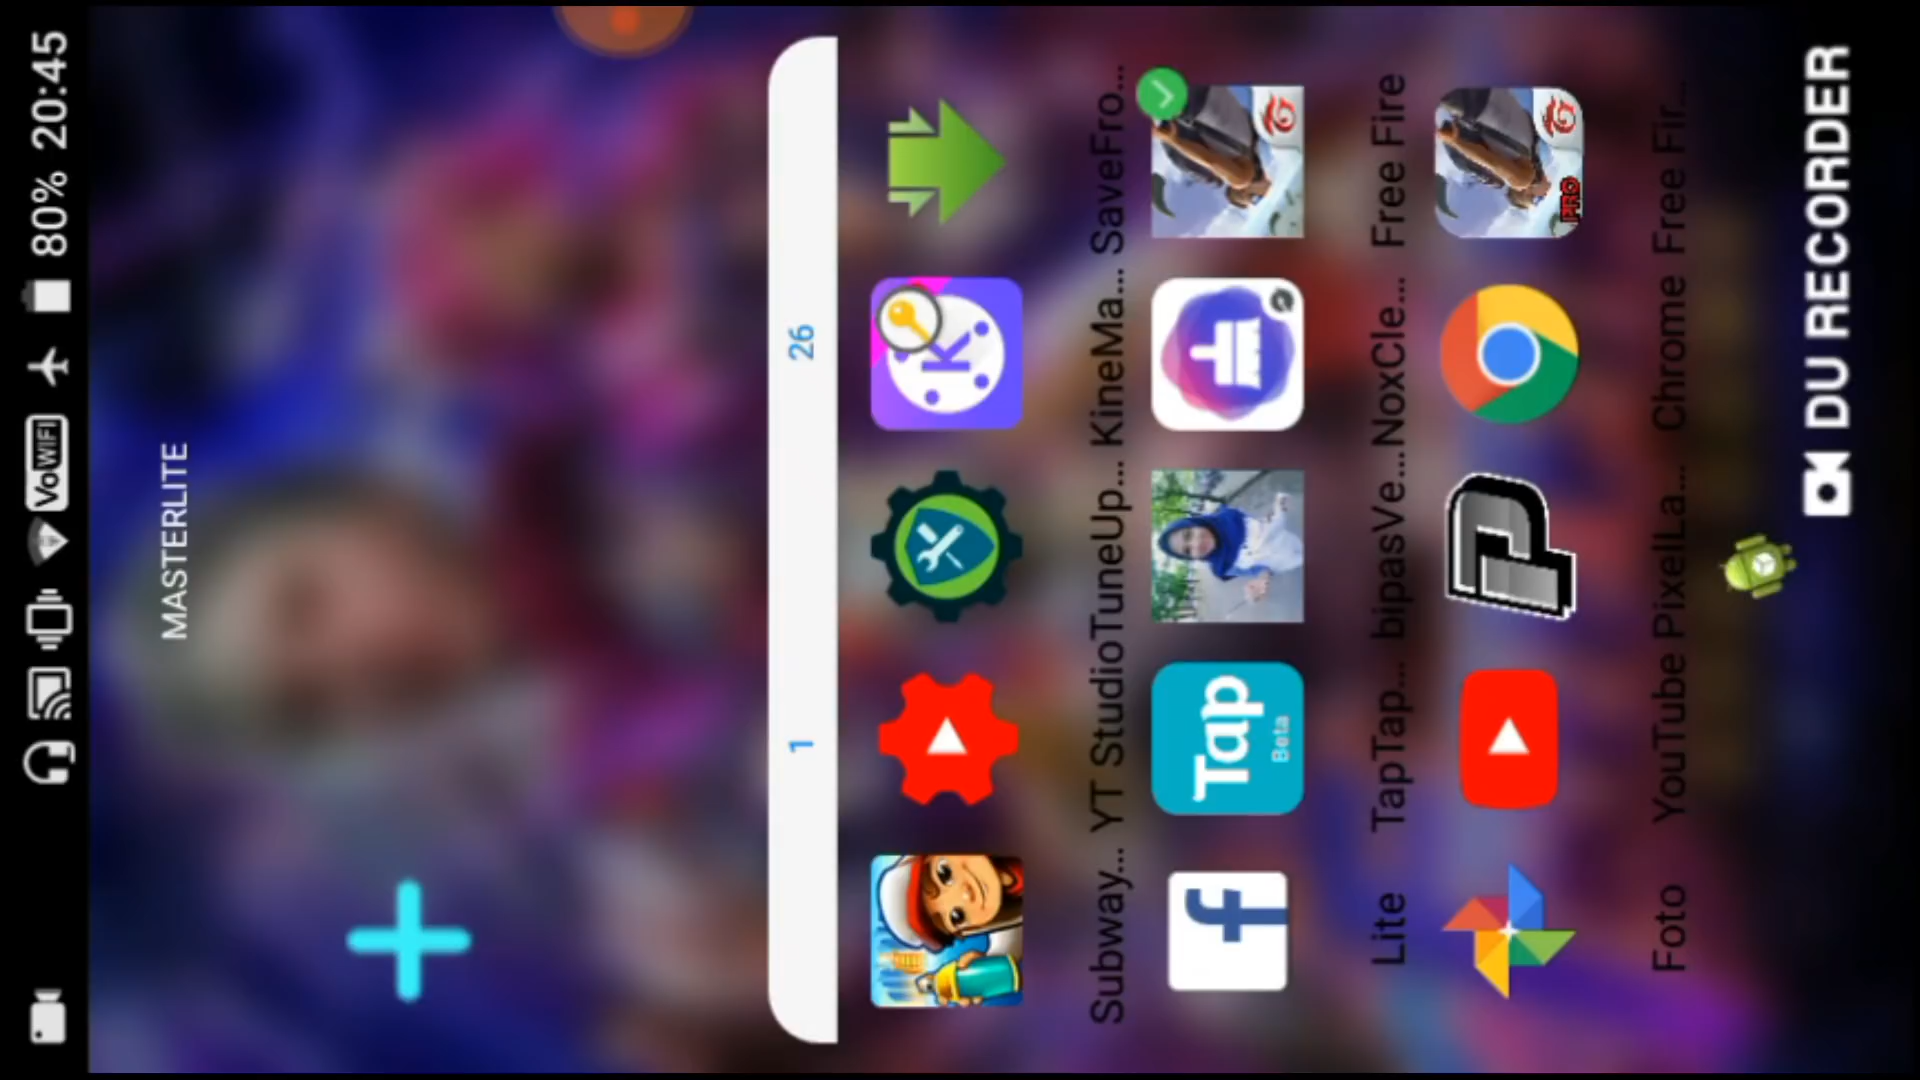 80% 20:45
VoWIFI
MASTERLITE
1 26
Subway... YT Studio TuneUp... KineMa... SaveFro...
K
f Tap
Beta
Lite TapTap... bipasVe... NoxCle... Free Fire
P PRO
Foto YouTube PixelLa... Chrome Free Fir...
DU RECORDER